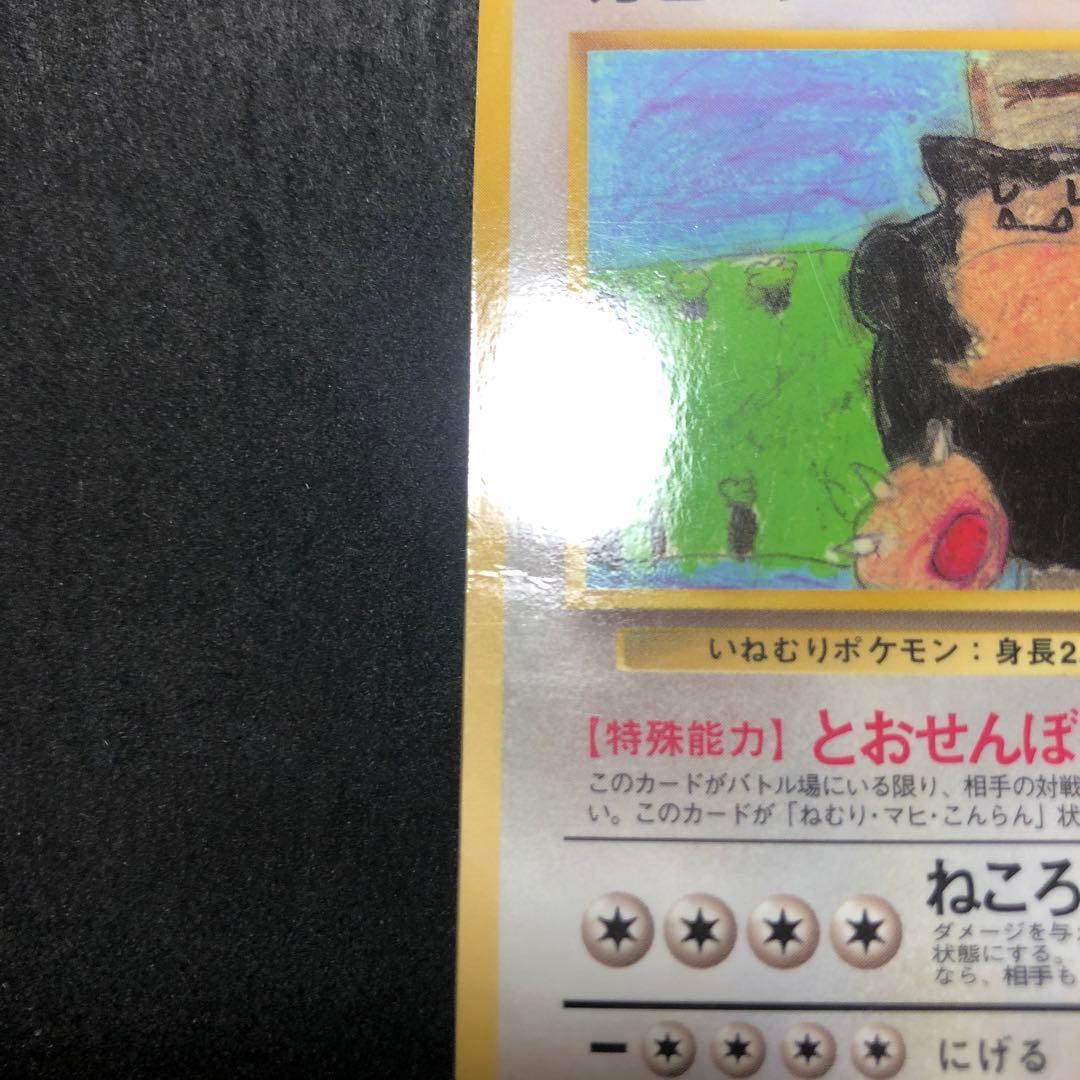 いねむりポケモン：身長2.
【特殊能力】とおせんぼ
このカードがバトル場にいる限り、相手の対戦
い。このカードが「ねむり・マヒ・こんらん」状
ねころ
ダメージを与え
状態にする。
なら、相手も
にげる